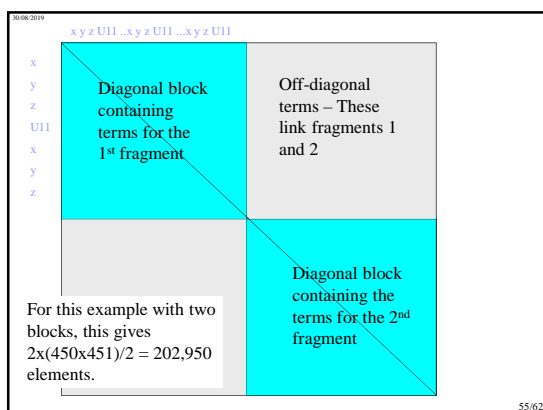 30/08/2019
x y z U11 ..x y z U11 ...x y z U11
x
y
z
U11
x
y
z
Diagonal block
containing
terms for the
1st fragment
Off-diagonal
terms – These
link fragments 1
and 2
Diagonal block
containing the
terms for the 2nd
fragment
For this example with two
blocks, this gives
2x(450x451)/2 = 202,950
elements.
55/62